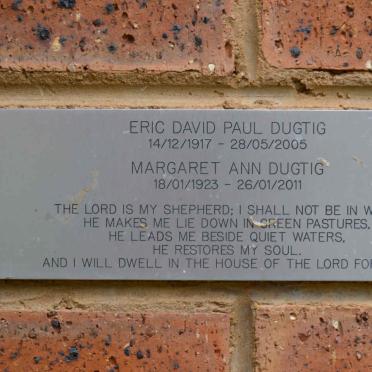 ERIC DAVID PAUL DUGTIG
14/12/1917 - 28/05/2005
MARGARET ANN DUGTIG
18/01/1923 - 26/01/2011
THE LORD IS MY SHEPHERD; I SHALL NOT BE IN
HE MAKES ME LIE DOWN IN GREEN PASTURES,
HE LEADS ME BESIDE QUIET WATERS,
HE RESTORES MY SOUL.
AND I WILL DWELL IN THE HOUSE OF THE LORD